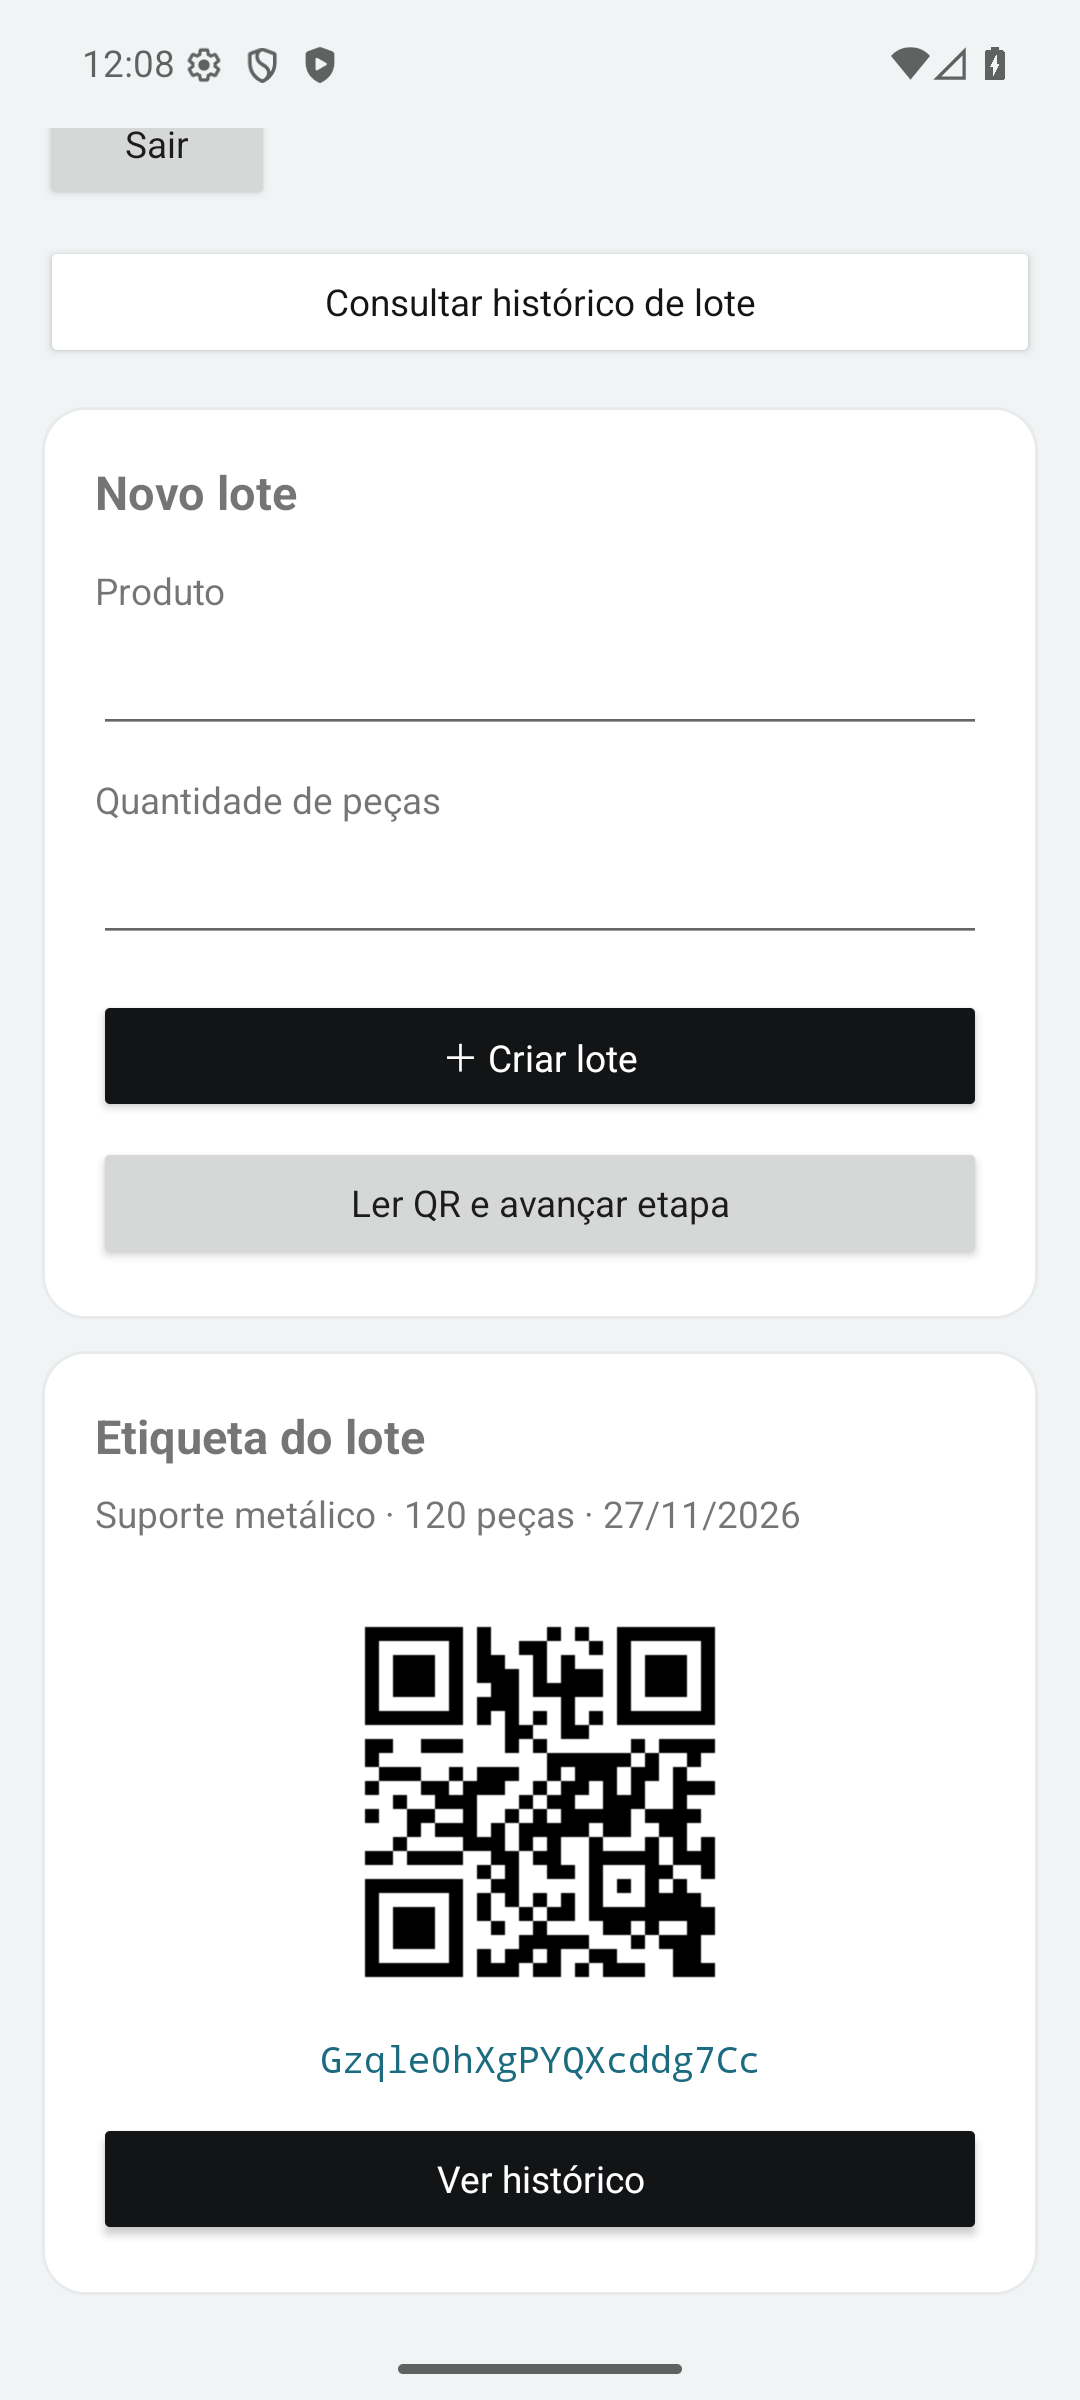 12:08
Sair
Consultar histórico de lote
Novo lote
Produto
Quantidade de peças
+ Criar lote
Ler QR e avançar etapa
Etiqueta do lote
Suporte metálico · 120 peças · 27/11/2026
Gzqle0hXgPYQXcddg7Cc
Ver histórico